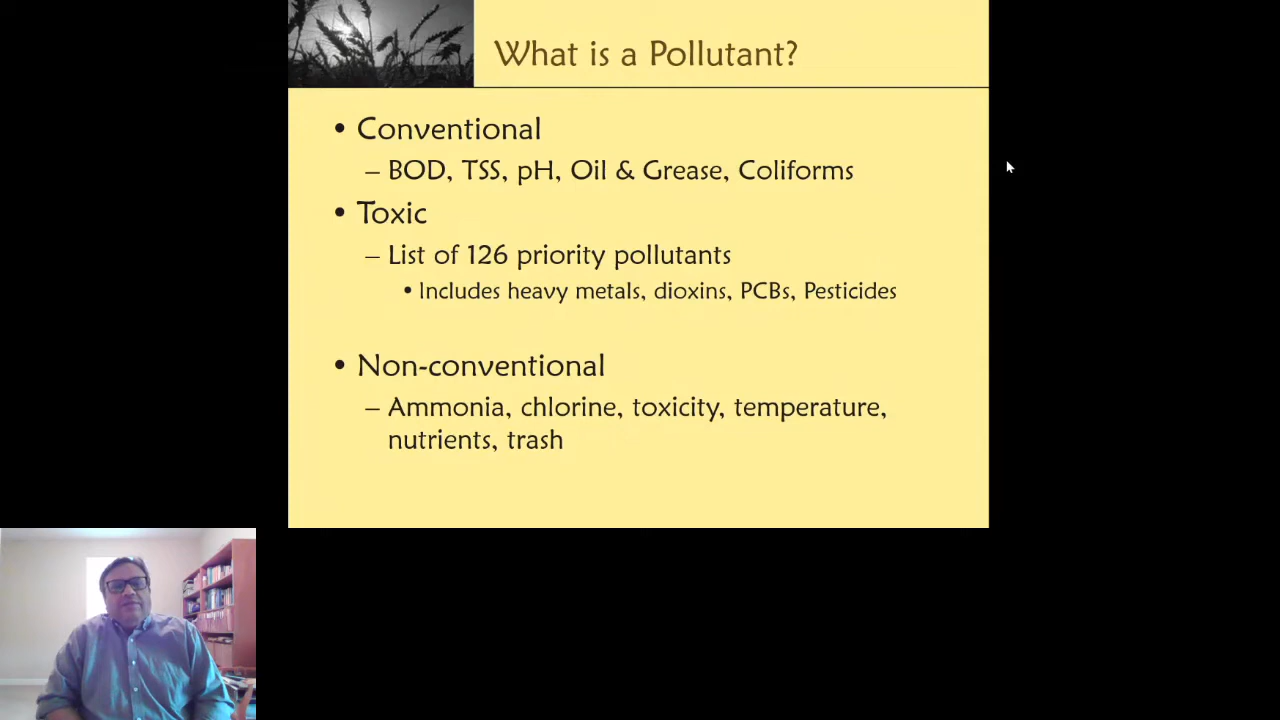 What is a Pollutant?
• Conventional
– BOD, TSS, pH, Oil & Grease, Coliforms
• Toxic
– List of 126 priority pollutants
• Includes heavy metals, dioxins, PCBs, Pesticides
• Non-conventional
– Ammonia, chlorine, toxicity, temperature,
nutrients, trash